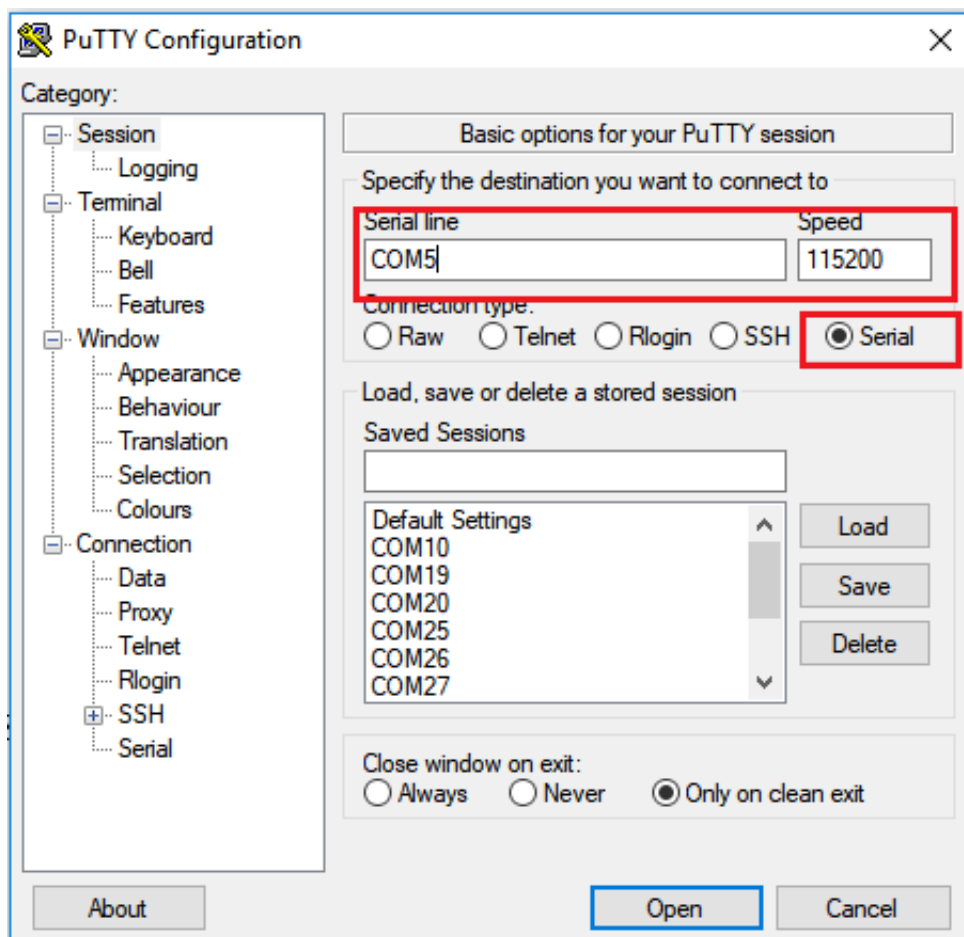 PuTTY Configuration
Category:
Session
Logging
Terminal
Keyboard
Bell
Features
Window
Appearance
Behaviour
Translation
Selection
Colours
Connection
Data
Proxy
Telnet
Rlogin
SSH
Serial
Basic options for your PuTTY session
Specify the destination you want to connect to
Serial line Speed
COM5 115200
Connection type:
Raw Telnet Rlogin SSH Serial
Load, save or delete a stored session
Saved Sessions
Default Settings
COM10
COM19
COM20
COM25
COM26
COM27
Load
Save
Delete
Close window on exit:
Always Never Only on clean exit
About Open Cancel